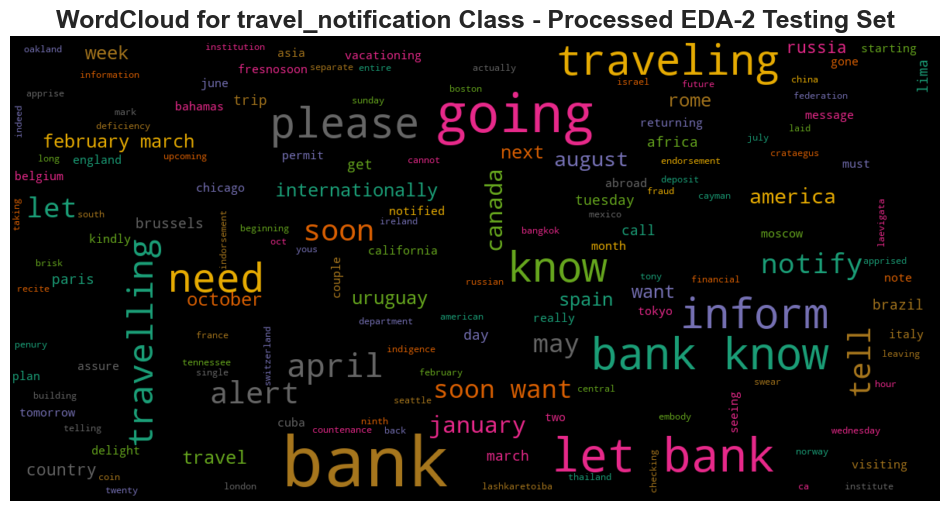 WordCloud for travel_notification Class - Processed EDA-2 Testing Set
oakland institution vacationing traveling russia starting
week asia gone
information fresnosoon separate entire actually israel future china lima
apprise june boston rome federation
mark bahamas trip sunday going returning message
indeed deficiency please africa july laid
february march permit next august endorsement crataegus
long england upcoming get cannot must
belgium chicago internationally canada abroad fraud deposit cayman america
taking let south notified tuesday mexico
brussels indorsement ireland soon call moscow laevigata
kindly beginning oct yous bangkok month
brisk california know notify apprised
recite paris need couple russian tony financial note
october uruguay spain want tokyo brazil
travelling department american really inform
france day may italy
penury switzerland april indigence bank know tell leaving
plan assure tennessee single february swear hour
building alert soon want central
tomorrow seattle embody seeing
telling cuba ninth january two wednesday
countenance back
delight travel bank march let bank norway
country coin thailand checking visiting
twenty london lashkaretoiba ca institute